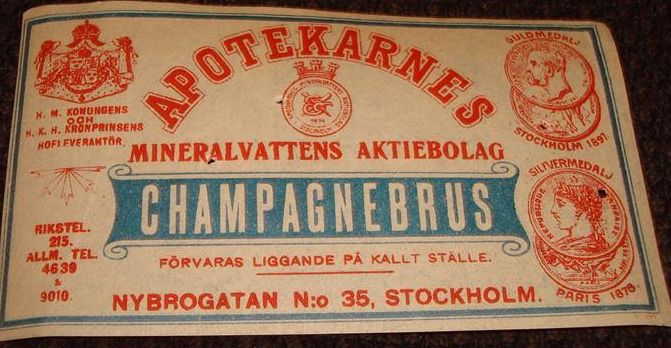 H. M. KONUNGENS
OCH
H. K. H. KRONPRINSENS
HOFLEVERANTÖR
APOTEKARNES
MINERALVATTENS AKTIEBOLAG
CHAMPAGNEBRUS
FÖRVARAS LIGGANDE PÅ KALLT STÄLLE.
NYBROGATAN N:o 35, STOCKHOLM.
RIKSTEL.
215.
ALLM. TEL.
4639
&
9010.
GULDMEDALJ
STOCKHOLM 1897.
SILFVERMEDALJ
PARIS 1878.